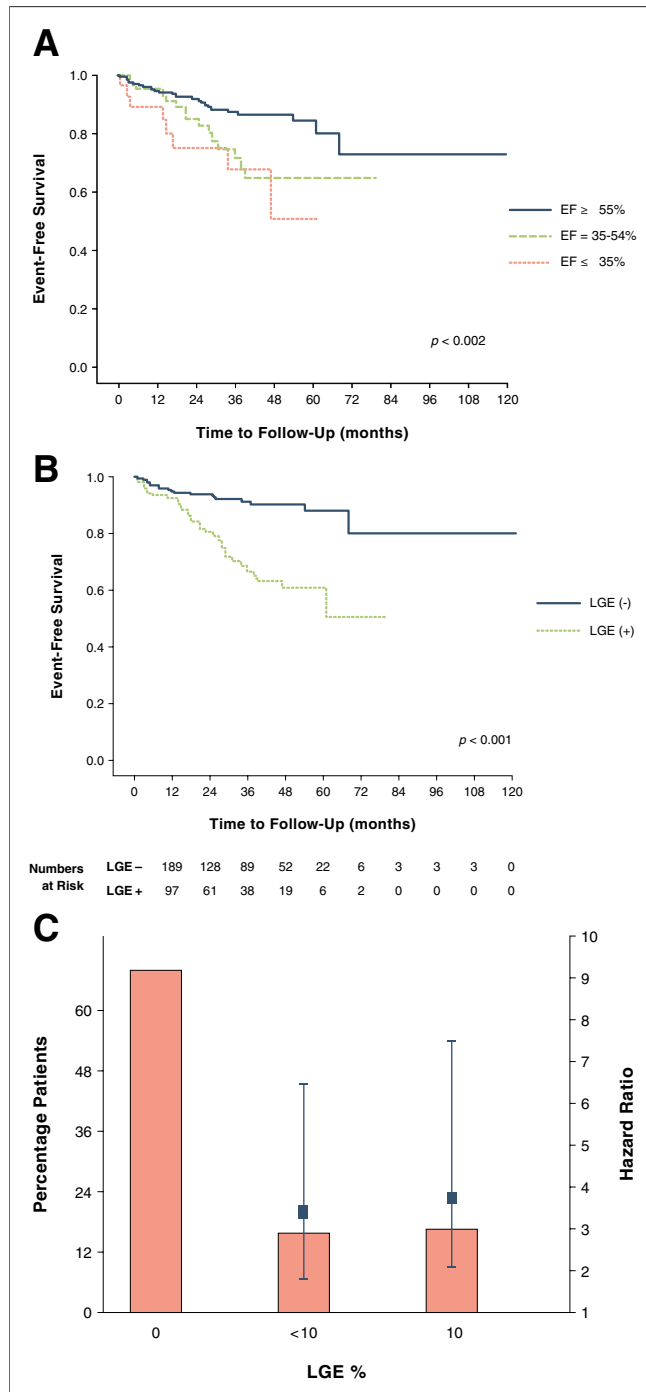 A
1.0
0.8
0.6
0.4
0.2
0.0
Event-Free Survival
EF ≥ 55%
EF = 35-54%
EF ≤ 35%
p < 0.002
0 12 24 36 48 60 72 84 96 108 120
Time to Follow-Up (months)
B
1.0
0.8
0.6
0.4
0.2
0.0
Event-Free Survival
LGE (-)
LGE (+)
p < 0.001
0 12 24 36 48 60 72 84 96 108 120
Time to Follow-Up (months)
Numbers at Risk
LGE – 189 128 89 52 22 6 3 3 3 0
LGE + 97 61 38 19 6 2 0 0 0 0
C
60
48
36
24
12
0
Percentage Patients
10
9
8
7
6
5
4
3
2
1
Hazard Ratio
0 <10 10
LGE %